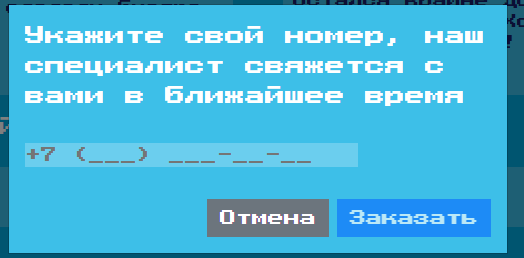 Укажите свой номер, наш
специалист свяжется с
вами в ближайшее время
+7 (___) ___-__-__
Отмена
Заказать